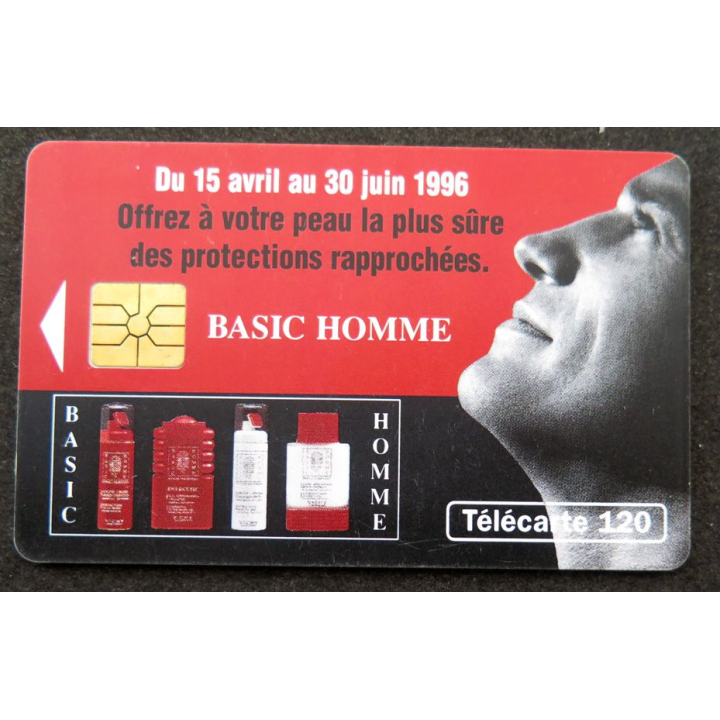 Du 15 avril au 30 juin 1996
Offrez à votre peau la plus sûre
des protections rapprochées.
BASIC HOMME
BASIC
HOMME
Télécarte 120